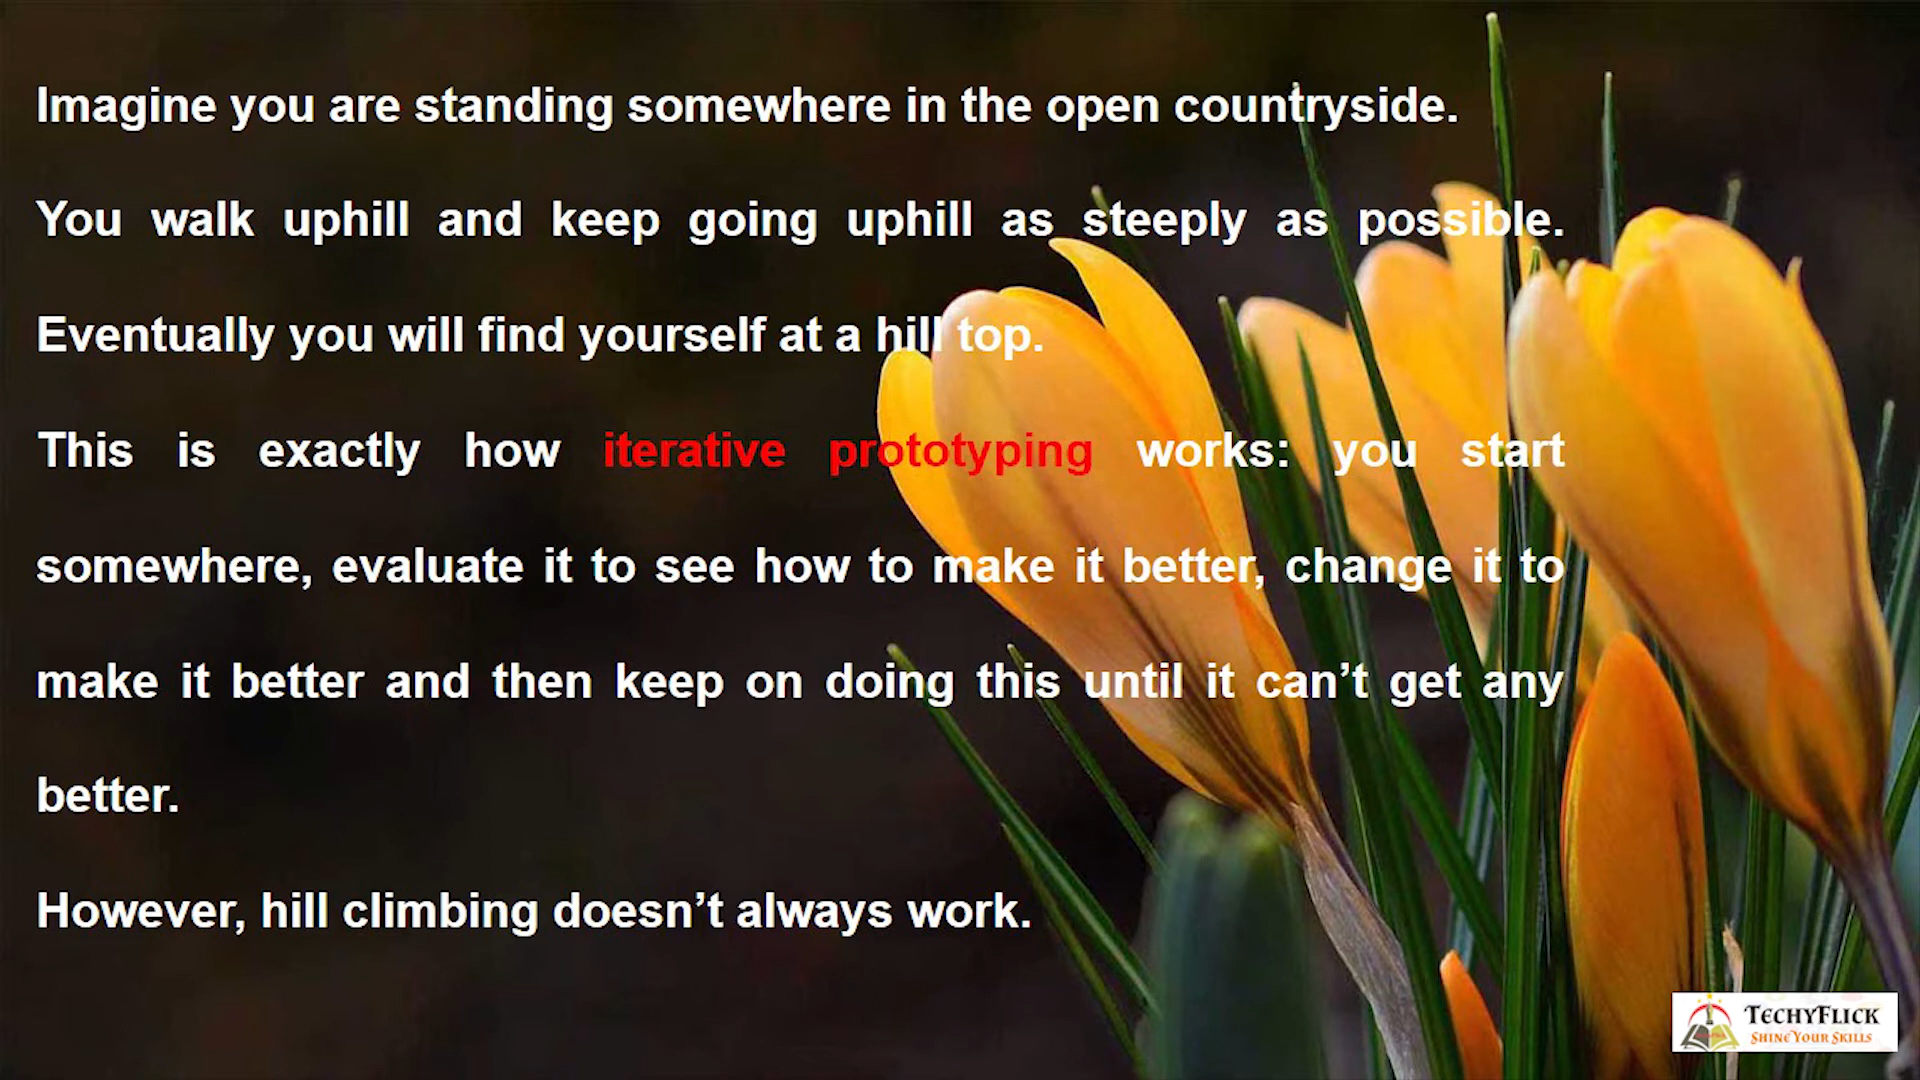 Imagine you are standing somewhere in the open countryside.
You walk uphill and keep going uphill as steeply as possible.
Eventually you will find yourself at a hill top.
This is exactly how iterative prototyping works: you start
somewhere, evaluate it to see how to make it better, change it to
make it better and then keep on doing this until it can’t get any
better.
However, hill climbing doesn’t always work.
TECHYFLICK
SHINE YOUR SKILLS